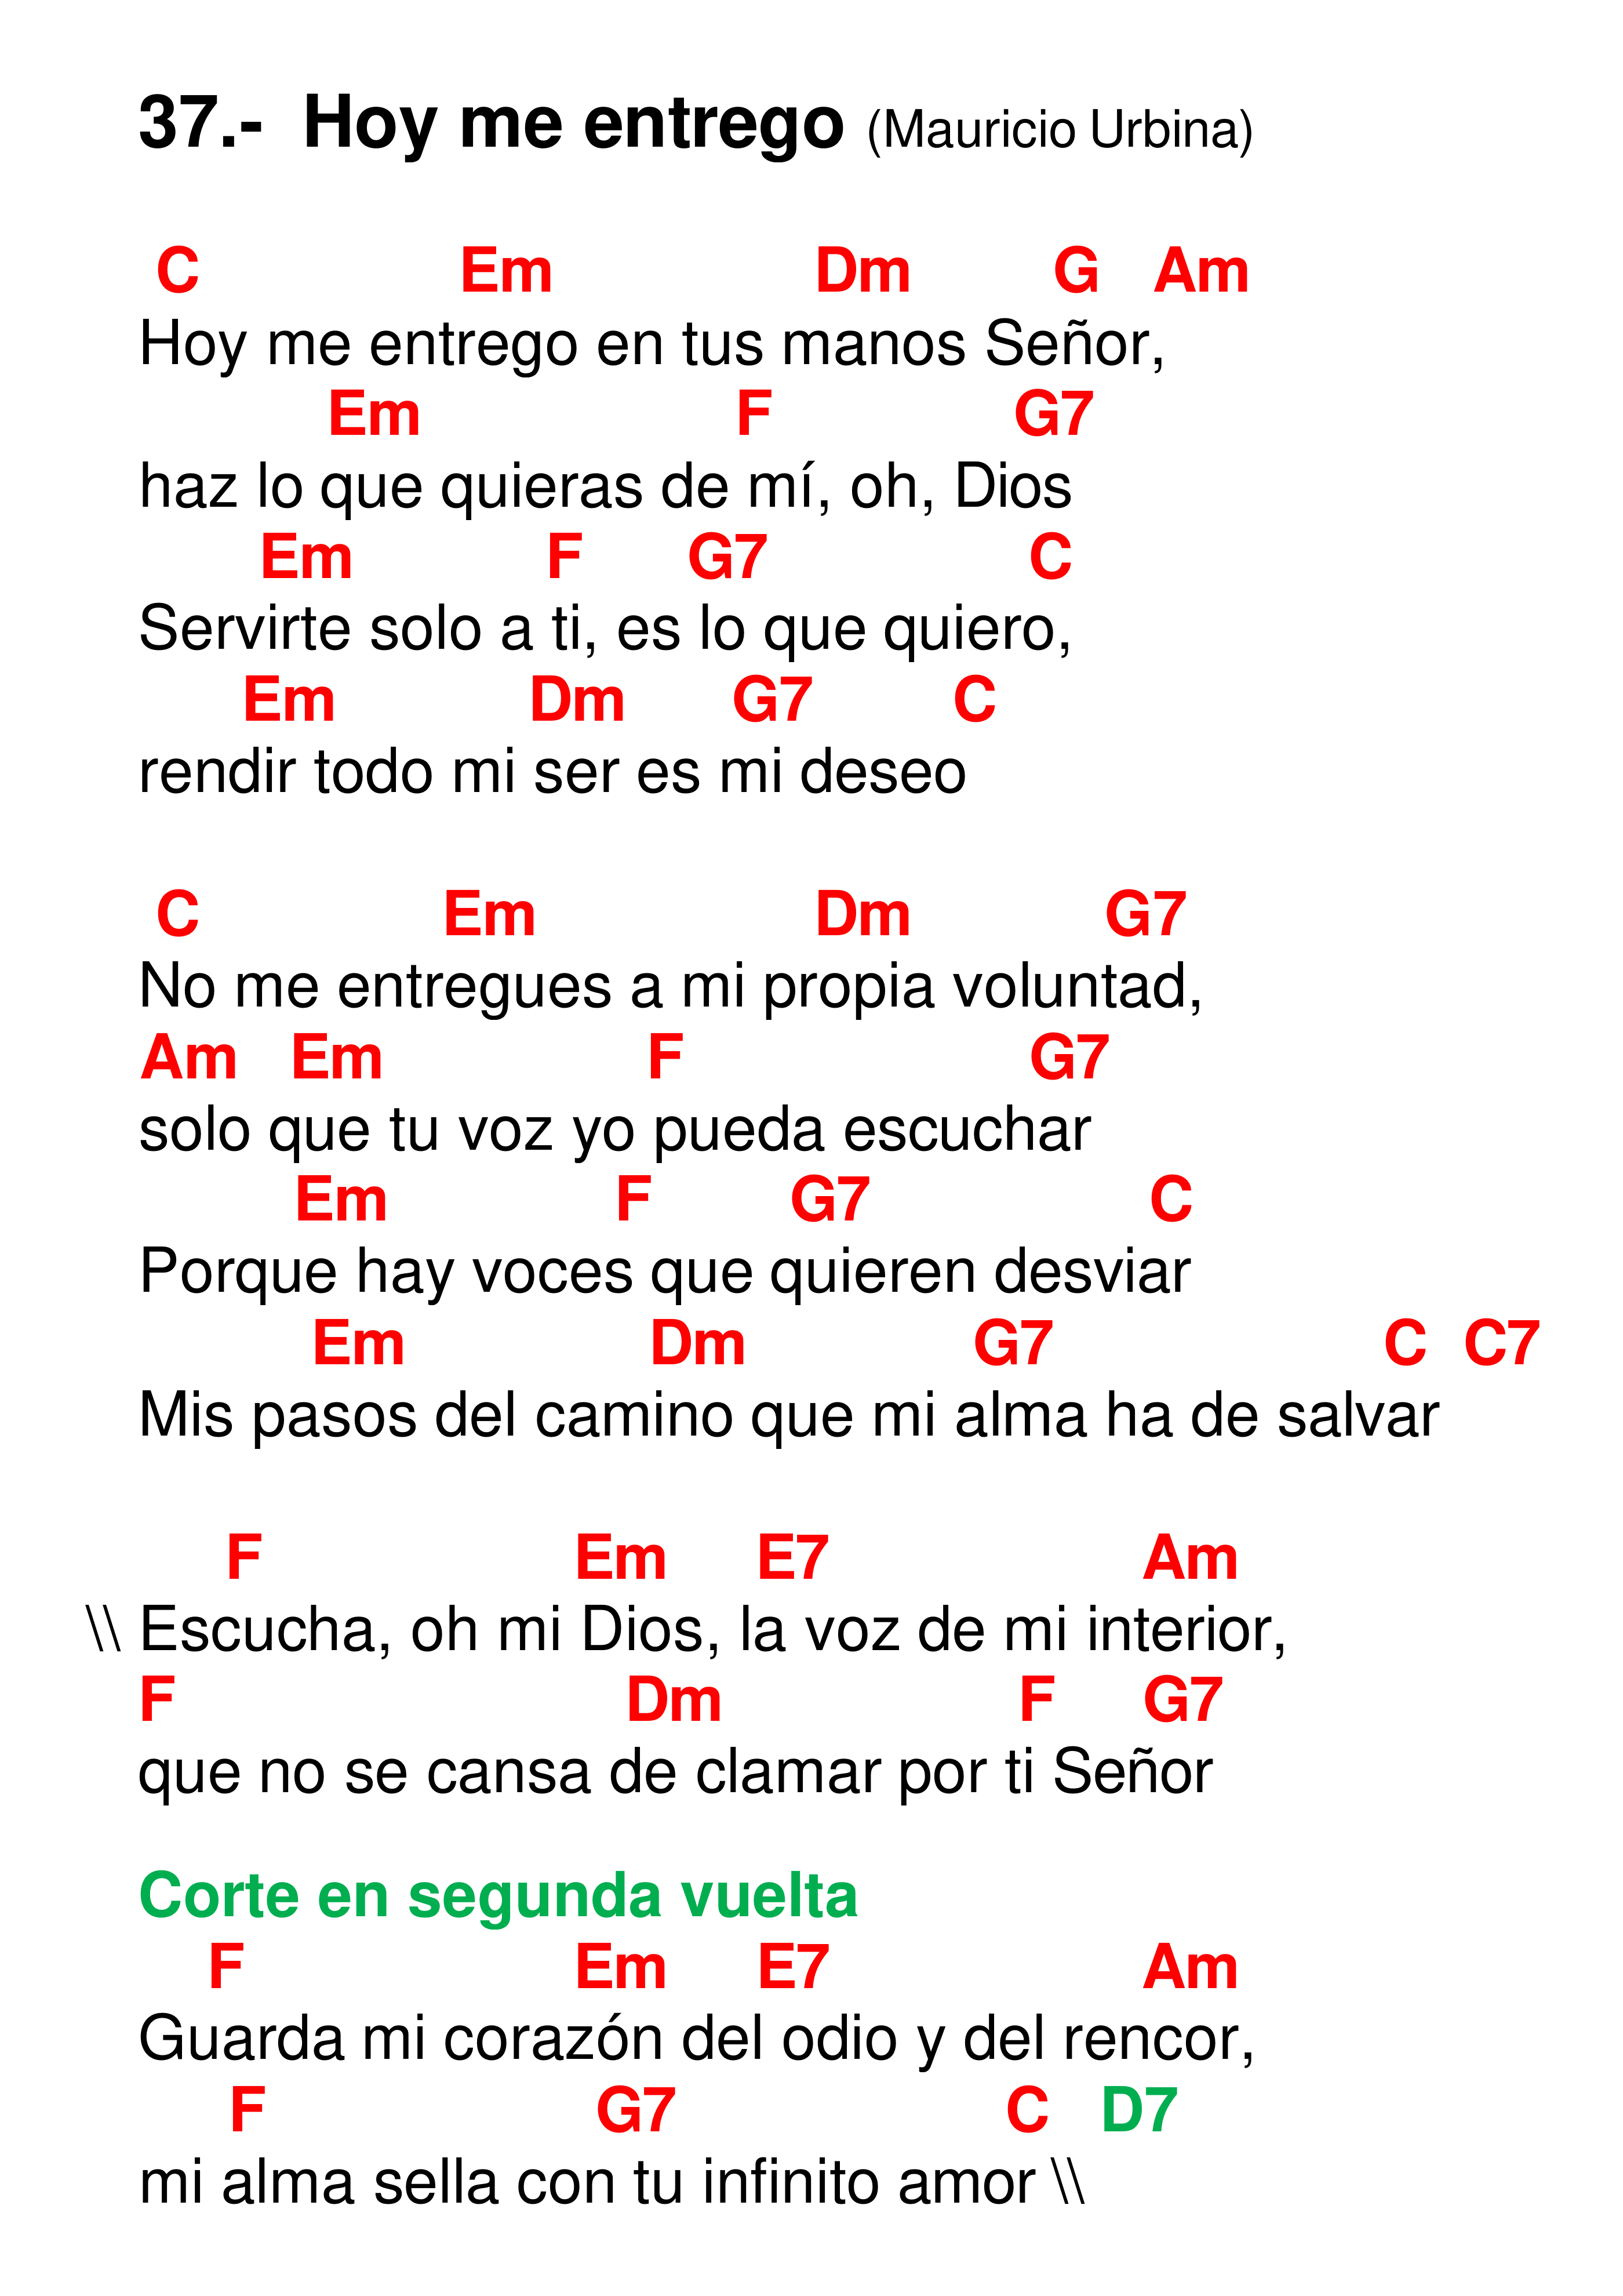 37.- Hoy me entrego (Mauricio Urbina)
C Em Dm G Am
Hoy me entrego en tus manos Señor,
Em F G7
haz lo que quieras de mí, oh, Dios
Em F G7 C
Servirte solo a ti, es lo que quiero,
Em Dm G7 C
rendir todo mi ser es mi deseo
C Em Dm G7
No me entregues a mi propia voluntad,
Am Em F G7
solo que tu voz yo pueda escuchar
Em F G7 C
Porque hay voces que quieren desviar
Em Dm G7 C C7
Mis pasos del camino que mi alma ha de salvar
F Em E7 Am
\\ Escucha, oh mi Dios, la voz de mi interior,
F Dm F G7
que no se cansa de clamar por ti Señor
Corte en segunda vuelta
F Em E7 Am
Guarda mi corazón del odio y del rencor,
F G7 C D7
mi alma sella con tu infinito amor \\